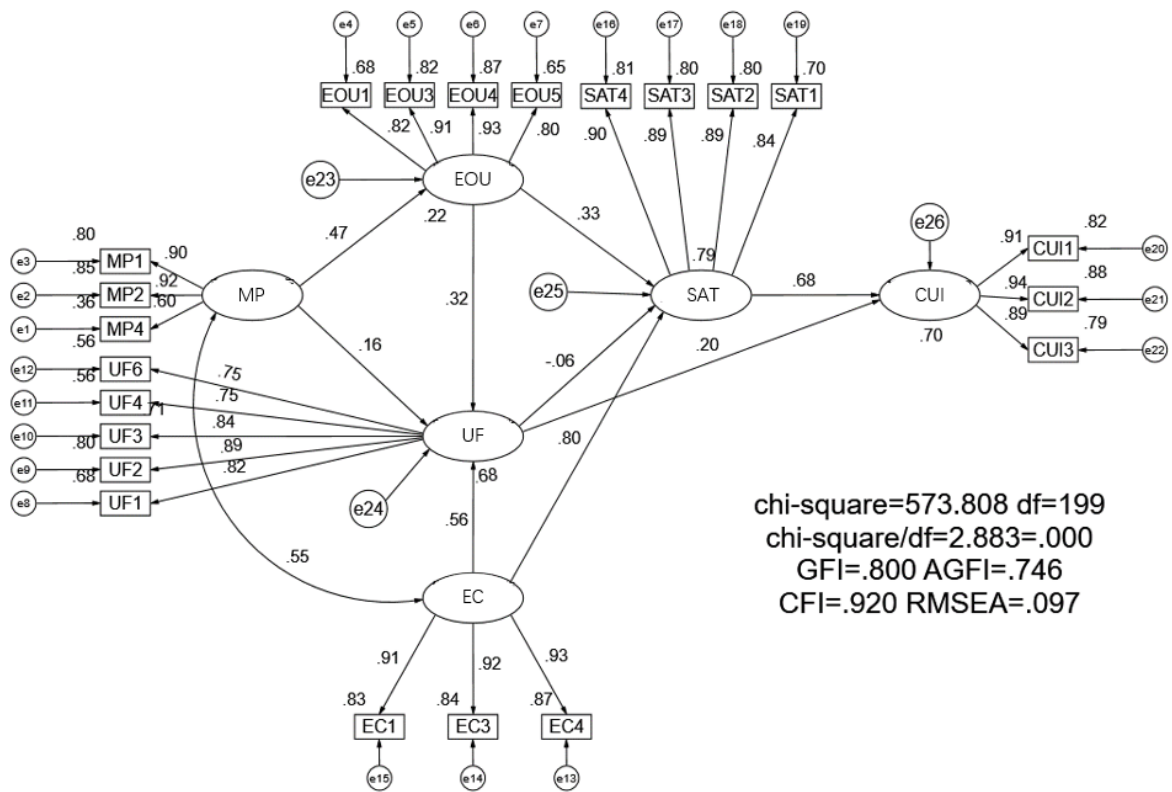 e4 e5 e6 e7 e16 e17 e18 e19
.68 .82 .87 .65 .81 .80 .80 .70
EOU1 EOU3 EOU4 EOU5 SAT4 SAT3 SAT2 SAT1
.82 .91 .93 .80 .90 .89 .89 .84
e23 EOU
.22 .33
.47
e26
.91 .82
CUI1 e20
.80
e3 MP1 .90
.85
e2 MP2 .92 MP
.36 .60
e1 MP4
.56
.79
e25 SAT .68 CUI
.70
.94 .88
CUI2 e21
.89 .79
CUI3 e22
.32
.16 -.06 .20
e12 UF6 .75
.56
e11 UF4 .75
.71
e10 UF3 .84 UF
.80
e9 UF2 .89
.68
e8 UF1 .82
.68 .80
e24
.56
.55
EC
chi-square=573.808 df=199
chi-square/df=2.883=.000
GFI=.800 AGFI=.746
CFI=.920 RMSEA=.097
.91 .92 .93
.83 .84 .87
EC1 EC3 EC4
e15 e14 e13